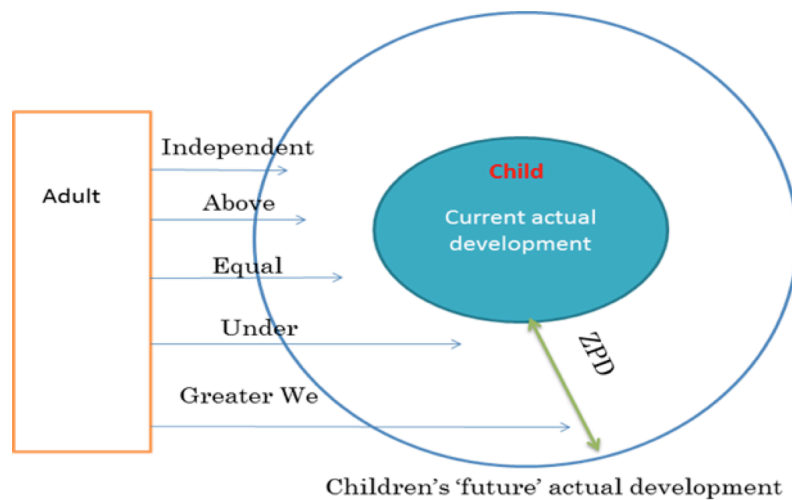 Independent
Adult
Above
Equal
Under
Greater We
Child
Current actual
development
ZPD
Children's 'future' actual development